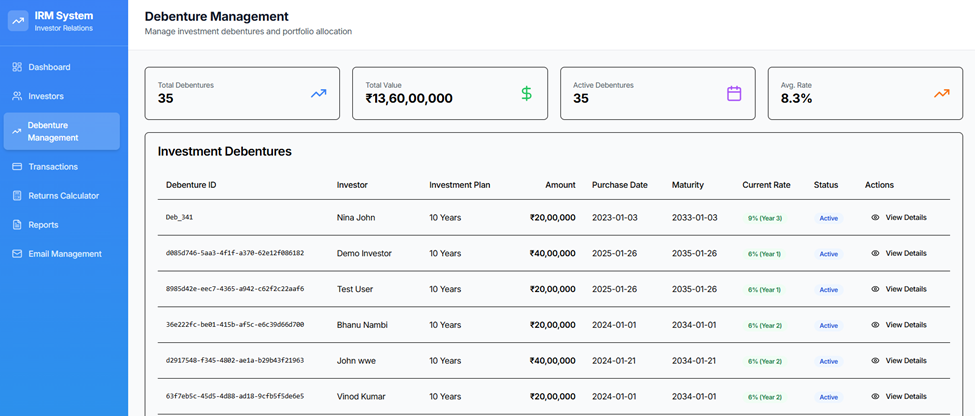 IRM System
Investor Relations
Dashboard
Investors
Debenture
Management
Transactions
Returns Calculator
Reports
Email Management
Debenture Management
Manage investment debentures and portfolio allocation
Total Debentures
35
Total Value
₹13,60,00,000
Active Debentures
35
Avg. Rate
8.3%
Investment Debentures
Debenture ID Investor Investment Plan Amount Purchase Date Maturity Current Rate Status Actions
Deb_341 Nina John 10 Years ₹20,00,000 2023-01-03 2033-01-03 9% (Year 3) Active View Details
d085d746-5aa3-4f1f-a370-62e12f086182 Demo Investor 10 Years ₹40,00,000 2025-01-26 2035-01-26 6% (Year 1) Active View Details
8985d42e-eec7-4365-a942-c62f2c22aaf6 Test User 10 Years ₹20,00,000 2025-01-26 2035-01-26 6% (Year 1) Active View Details
36e222fc-be01-415b-af5c-e6c39d66d700 Bhanu Nambi 10 Years ₹20,00,000 2024-01-01 2034-01-01 6% (Year 2) Active View Details
d2917548-f345-4802-ae1a-b29b43f21963 John wwe 10 Years ₹40,00,000 2024-01-21 2034-01-21 6% (Year 2) Active View Details
63f7eb5c-45d5-4d88-ad18-9cfb5f5de6e5 Vinod Kumar 10 Years ₹20,00,000 2024-01-01 2034-01-01 6% (Year 2) Active View Details